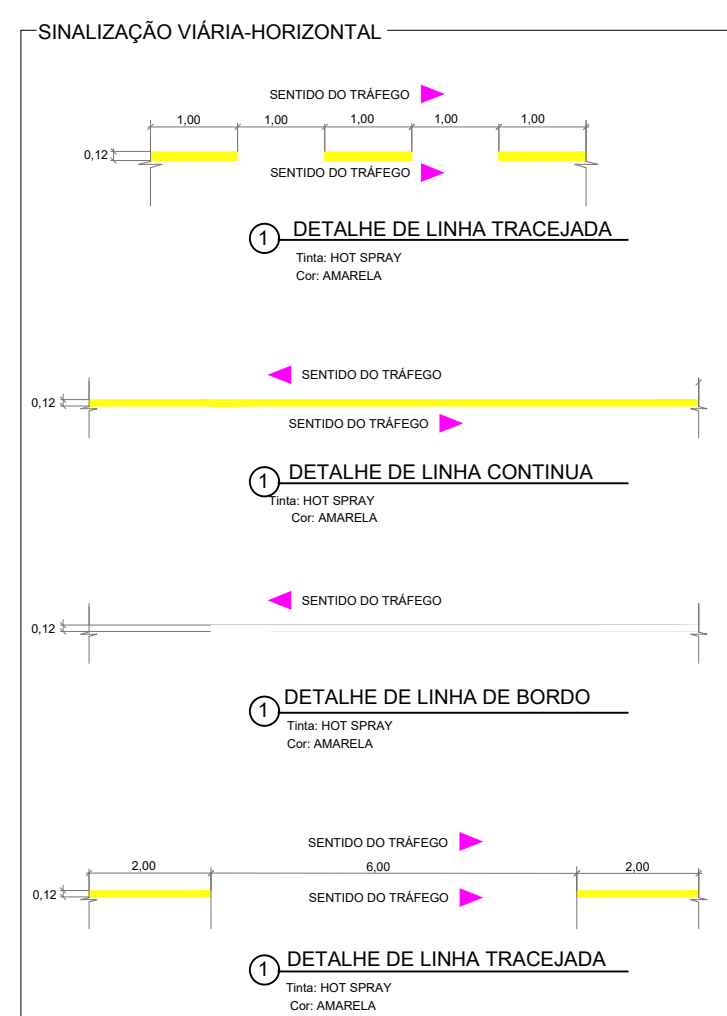 SINALIZAÇÃO VIÁRIA-HORIZONTAL
SENTIDO DO TRÁFEGO
1,00 1,00 1,00 1,00 1,00
0,12
SENTIDO DO TRÁFEGO
1 DETALHE DE LINHA TRACEJADA
Tinta: HOT SPRAY
Cor: AMARELA
SENTIDO DO TRÁFEGO
0,12
SENTIDO DO TRÁFEGO
1 DETALHE DE LINHA CONTINUA
Tinta: HOT SPRAY
Cor: AMARELA
SENTIDO DO TRÁFEGO
0,12
1 DETALHE DE LINHA DE BORDO
Tinta: HOT SPRAY
Cor: AMARELA
SENTIDO DO TRÁFEGO
2,00 6,00 2,00
0,12
SENTIDO DO TRÁFEGO
1 DETALHE DE LINHA TRACEJADA
Tinta: HOT SPRAY
Cor: AMARELA